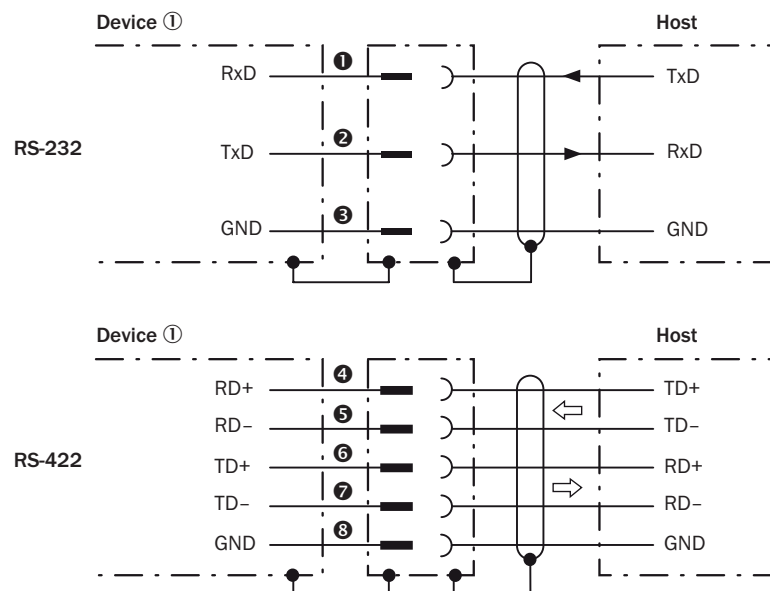 Device ① Host
RxD ❶ TxD
RS-232 TxD ❷ RxD
GND ❸ GND
Device ① Host
RD+ ❹ TD+
RD– ❺ TD–
RS-422 TD+ ❻ RD+
TD– ❼ RD–
GND ❽ GND